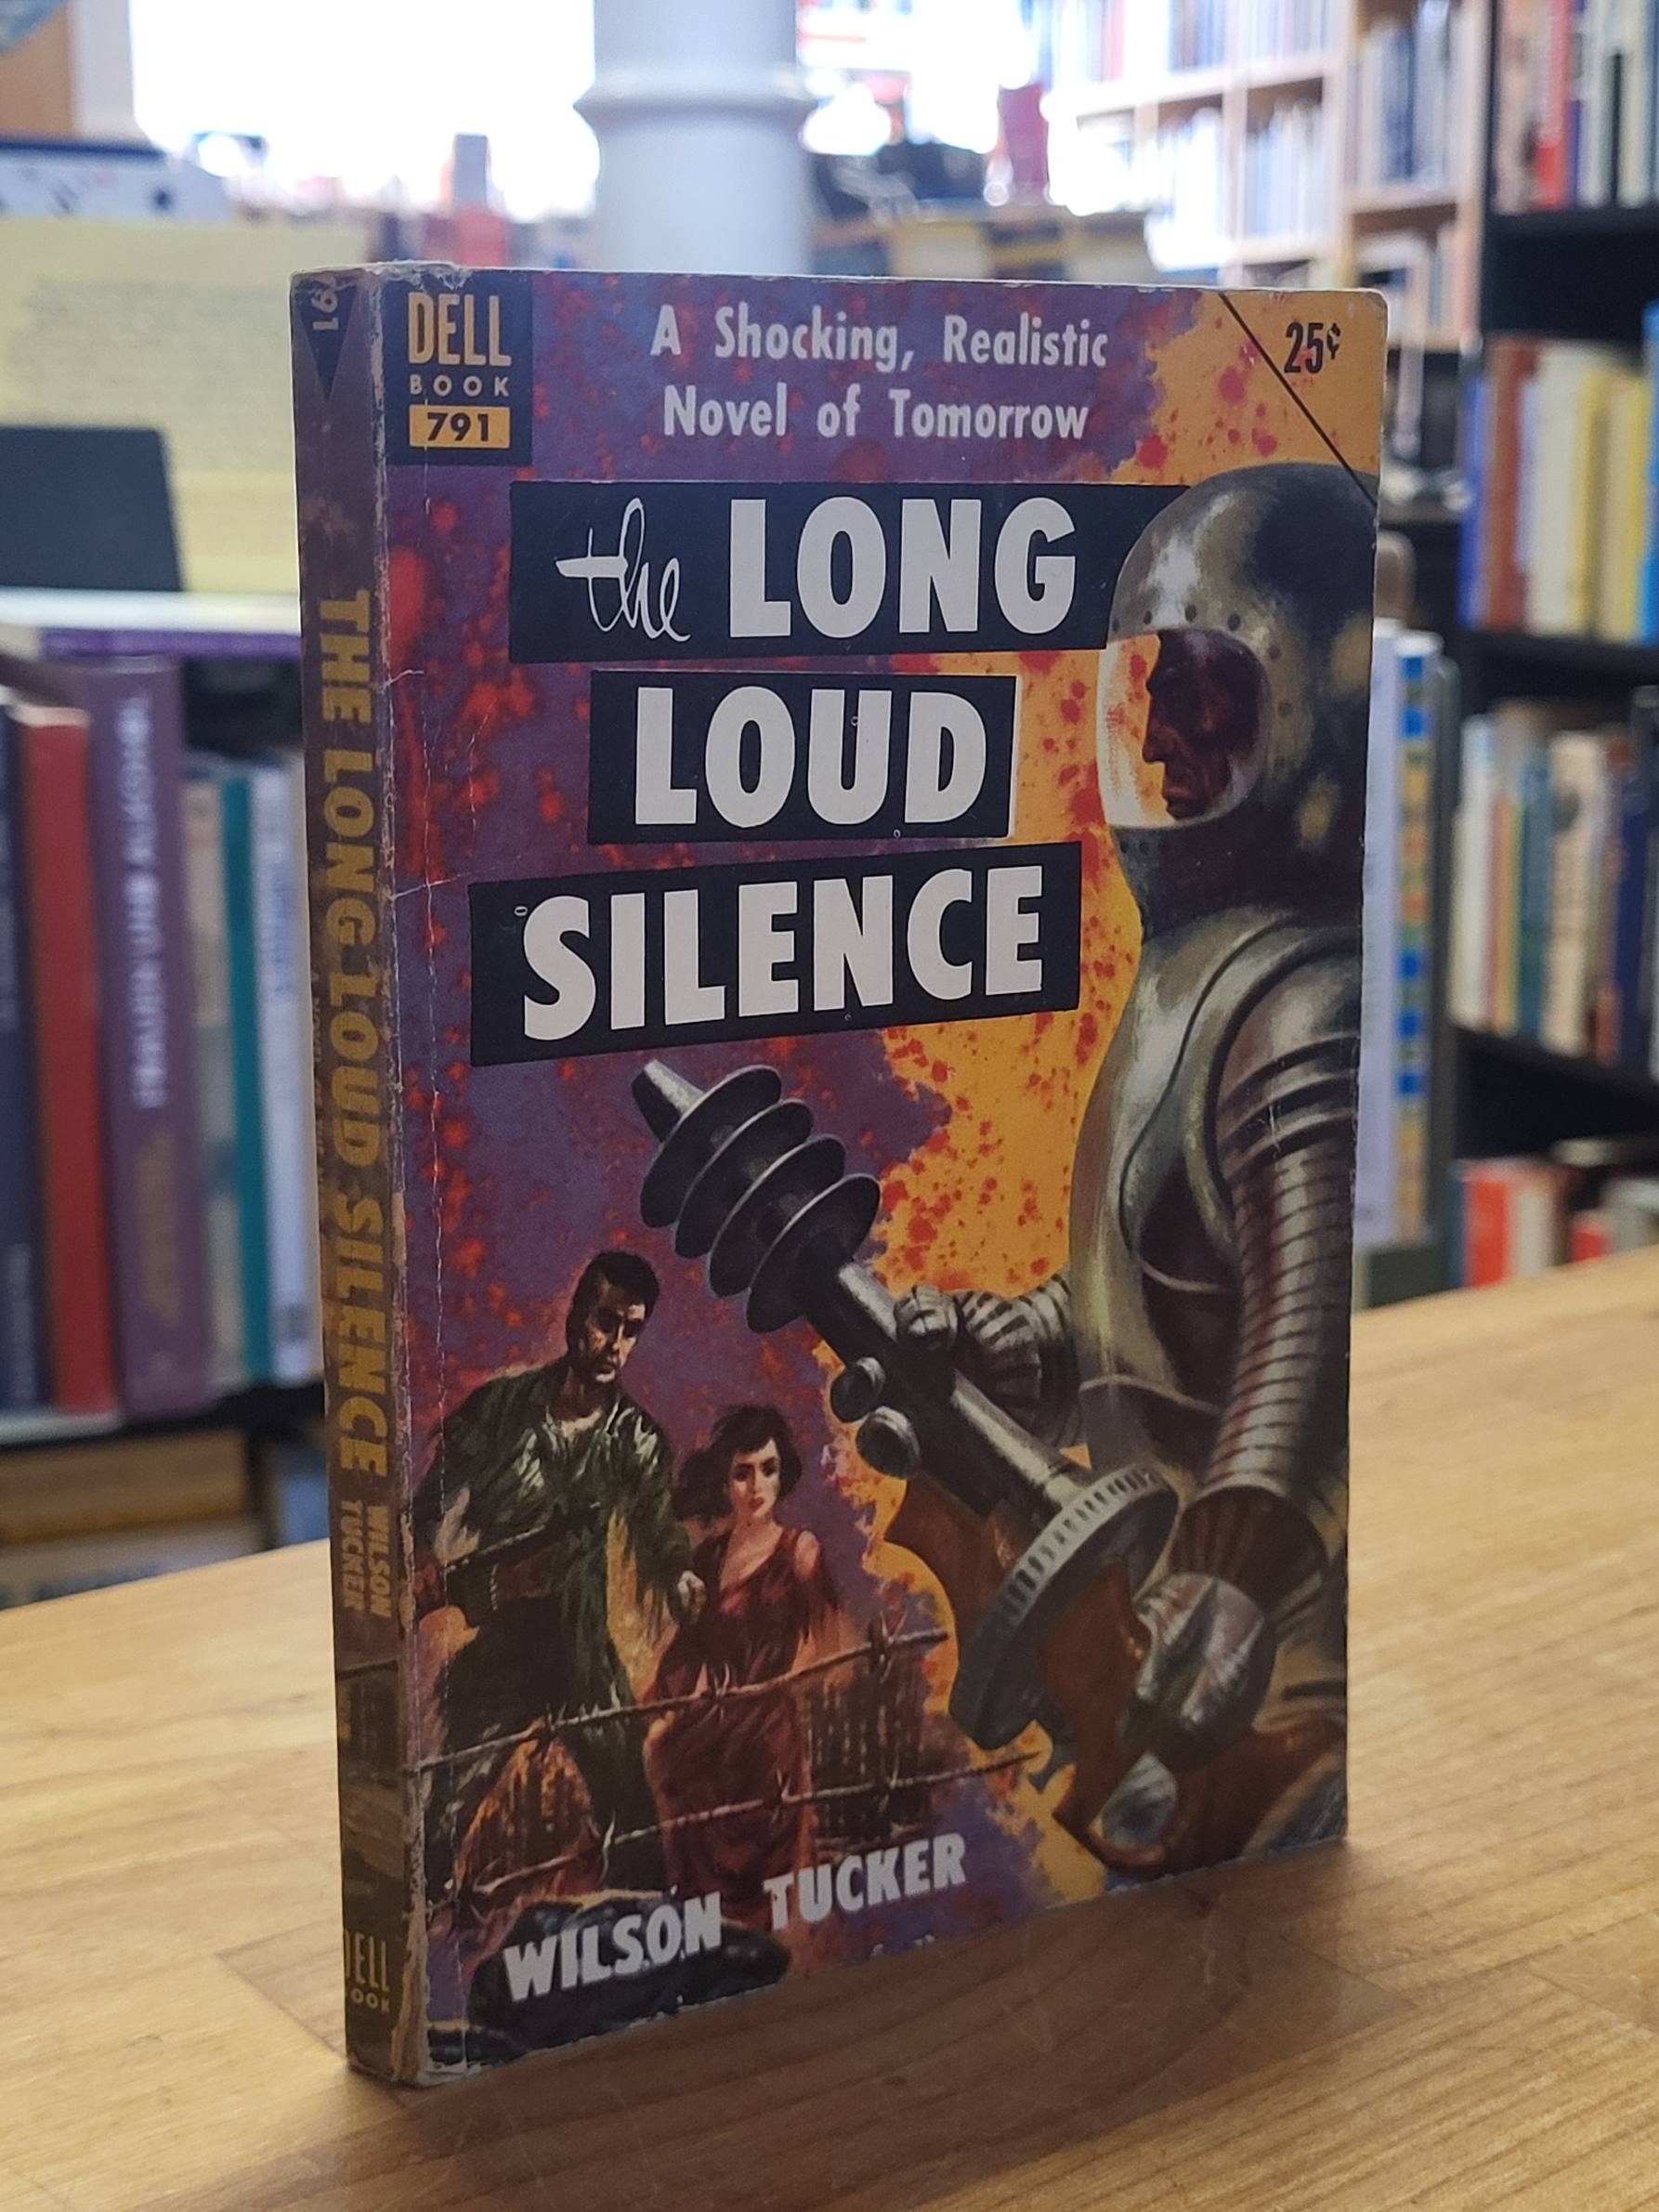 DELL
BOOK
791
A Shocking, Realistic
Novel of Tomorrow
25¢
the LONG
LOUD
SILENCE
WILSON TUCKER
791
THE LONG LOUD SILENCE
WILSON
TUCKER
DELL
BOOK